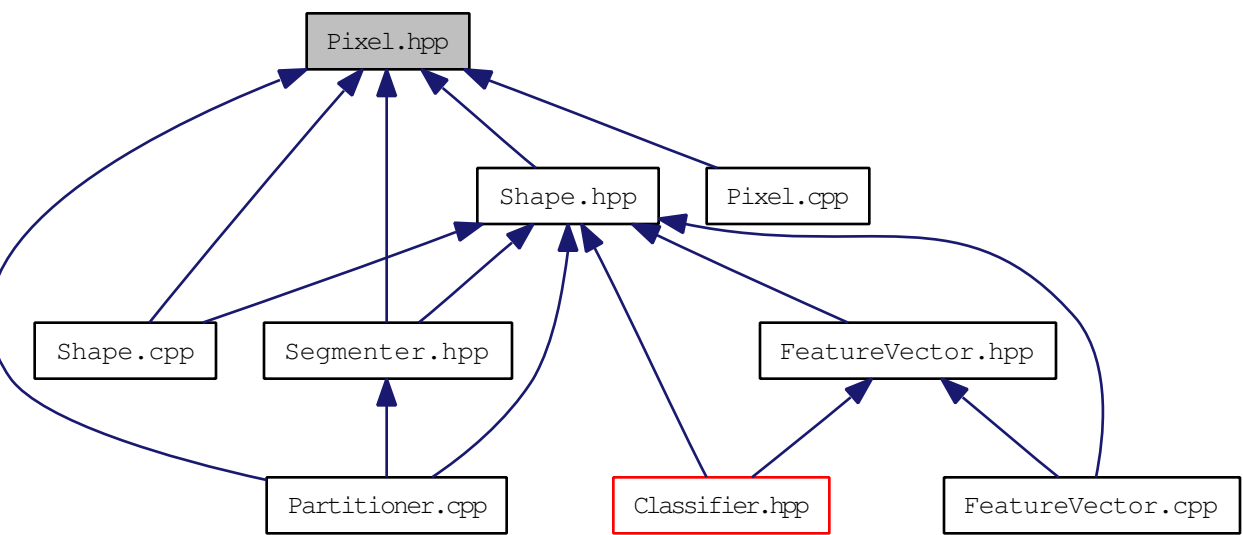 Pixel.hpp
Shape.hpp
Pixel.cpp
Shape.cpp
Segmenter.hpp
FeatureVector.hpp
Partitioner.cpp
Classifier.hpp
FeatureVector.cpp